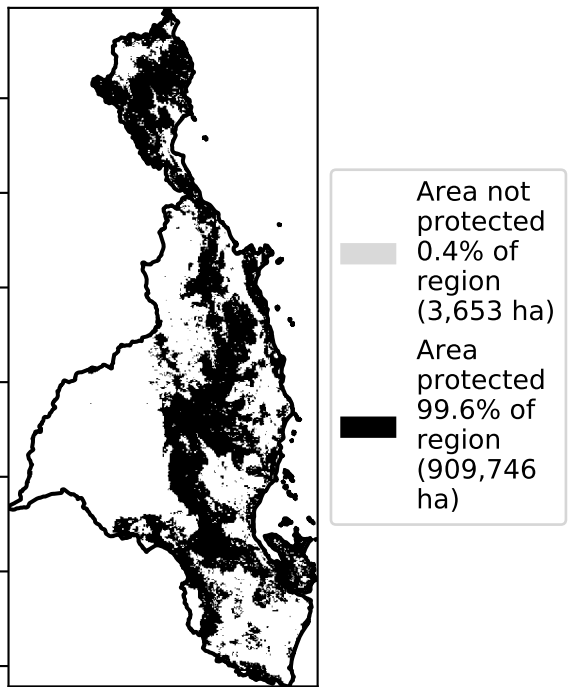 Area not
protected
0.4% of
region
(3,653 ha)
Area
protected
99.6% of
region
(909,746
ha)